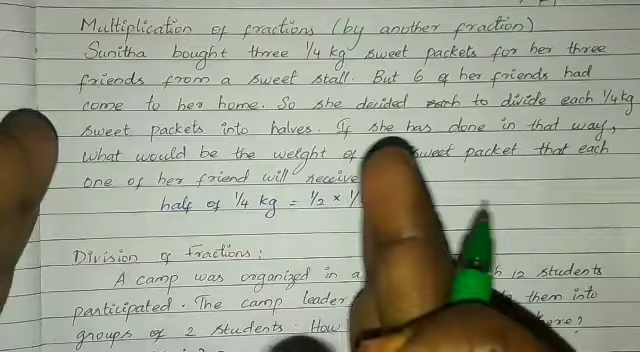 Multiplication of fractions (by another fraction)
Sunitha bought three 1/4 kg sweet packets for her three
friends from a sweet stall. But 6 of her friends had
come to her home. So she decided to divide each 1/4 kg
sweet packets into halves. If she has done in that way,
what would be the weight of sweet packet that each
one of her friend will receive
half of 1/4 kg = 1/2 × 1/
Division of Fractions:
A camp was organized in a 12 students
participated. The camp leader them into
groups of 2 students. How here?